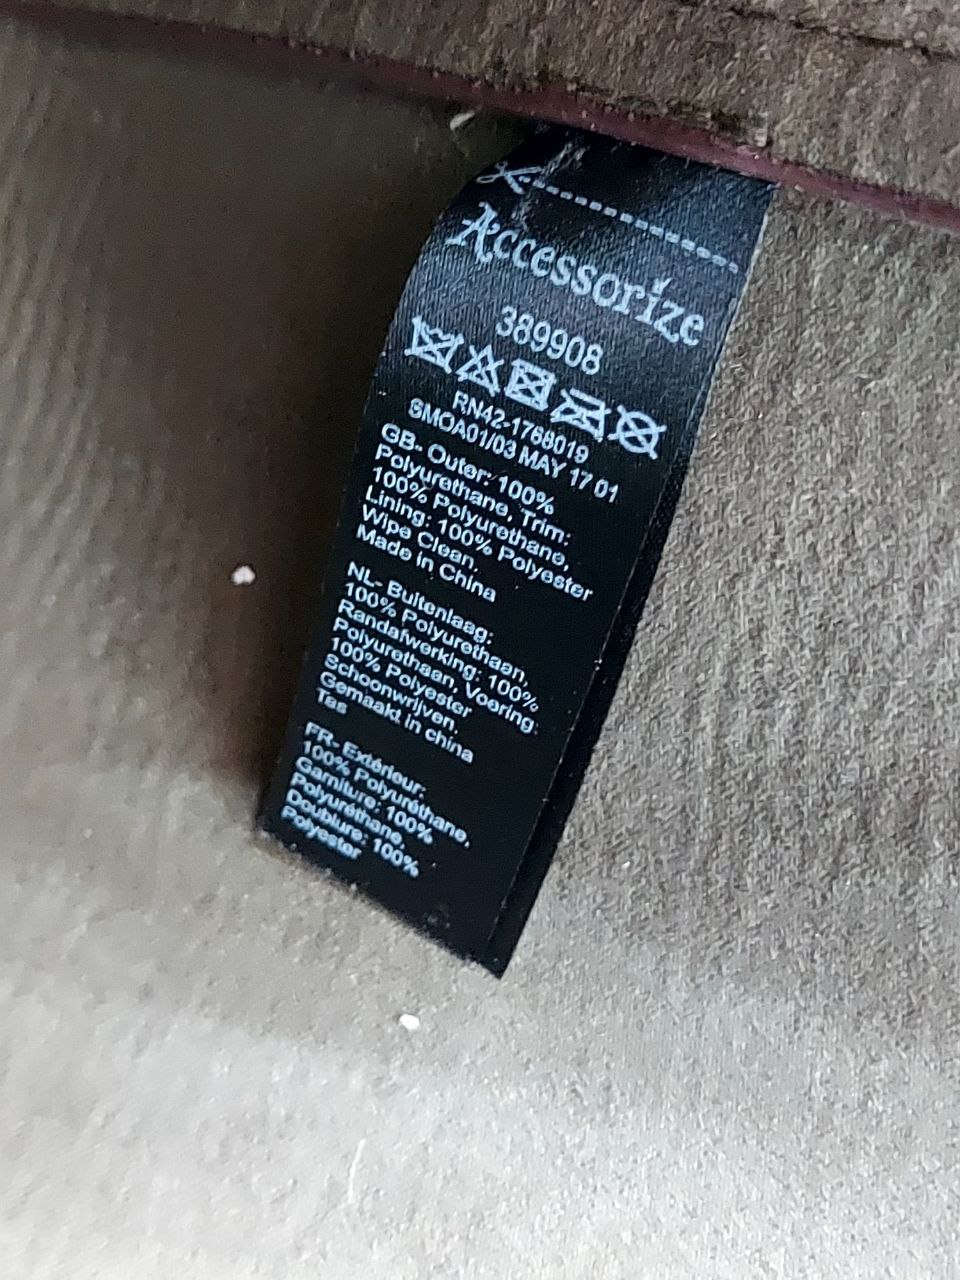 Accessorize
389908
RN42-1768019
SMOA01/03 MAY 17 01
GB- Outer: 100%
Polyurethane, Trim:
100% Polyurethane,
Lining: 100% Polyester
Wipe Clean.
Made in China
NL- Buitenlaag:
100% Polyurethaan,
Randafwerking: 100%
Polyurethaan, Voering:
100% Polyester
Schoonwrijven.
Gemaakt in china
Tas
FR- Extérieur:
100% Polyuréthane,
Garniture: 100%
Polyuréthane,
Doublure: 100%
Polyester